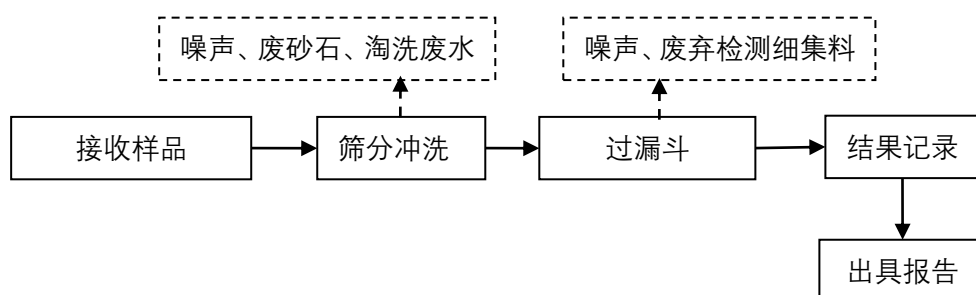 噪声、废砂石、淘洗废水
噪声、废弃检测细集料
接收样品
筛分冲洗
过漏斗
结果记录
出具报告